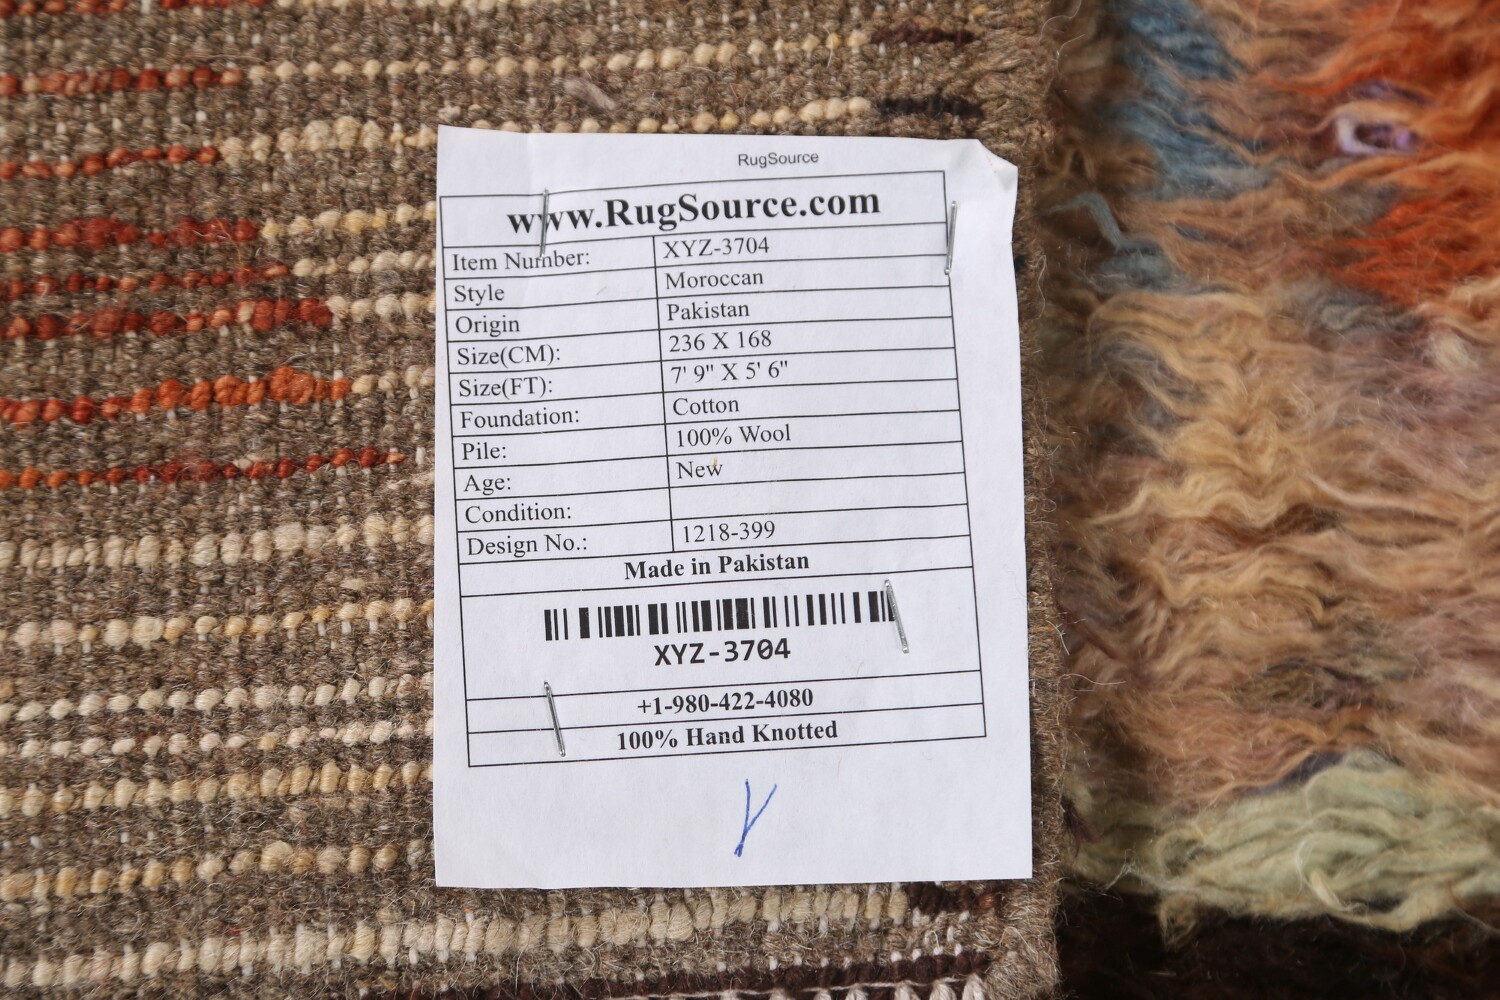 RugSource
www.RugSource.com
Item Number: XYZ-3704
Style Moroccan
Origin Pakistan
Size(CM): 236 X 168
Size(FT): 7' 9" X 5' 6"
Foundation: Cotton
Pile: 100% Wool
Age: New
Condition:
Design No.: 1218-399
Made in Pakistan
XYZ-3704
+1-980-422-4080
100% Hand Knotted